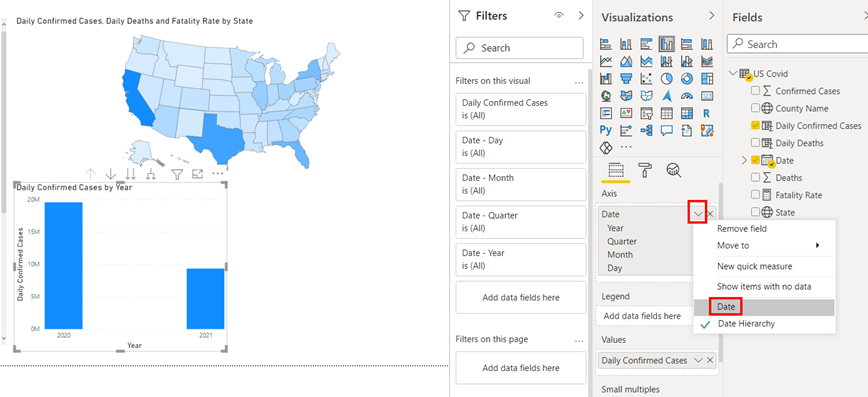 Daily Confirmed Cases, Daily Deaths and Fatality Rate by State
Daily Confirmed Cases by Year
Daily Confirmed Cases
20M
15M
10M
5M
0M
2020
2021
Year
Filters
Search
Filters on this visual
...
Daily Confirmed Cases
is (All)
Date - Day
is (All)
Date - Month
is (All)
Date - Quarter
is (All)
Date - Year
is (All)
Add data fields here
Filters on this page
...
Add data fields here
Visualizations
R
Py
...
Axis
Date
Year
Quarter
Month
Day
Legend
Add data fields here
Values
Daily Confirmed Cases
Small multiples
Remove field
Move to
New quick measure
Show items with no data
Date
Date Hierarchy
Fields
Search
US Covid
Confirmed Cases
County Name
Daily Confirmed Cases
Daily Deaths
Date
Deaths
Fatality Rate
State